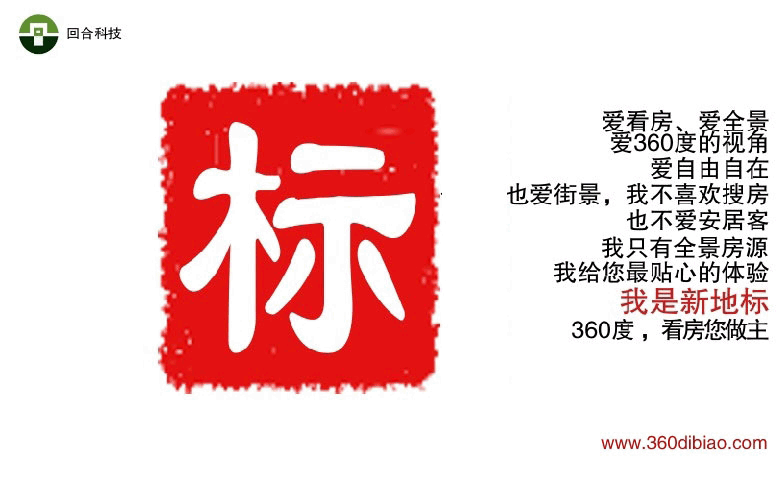 回合科技
标
爱看房、爱全景
爱360度的视角
爱自由自在
也爱街景，我不喜欢搜房
也不爱安居客
我只有全景房源
我给您最贴心的体验
我是新地标
360度，看房您做主
www.360dibiao.com